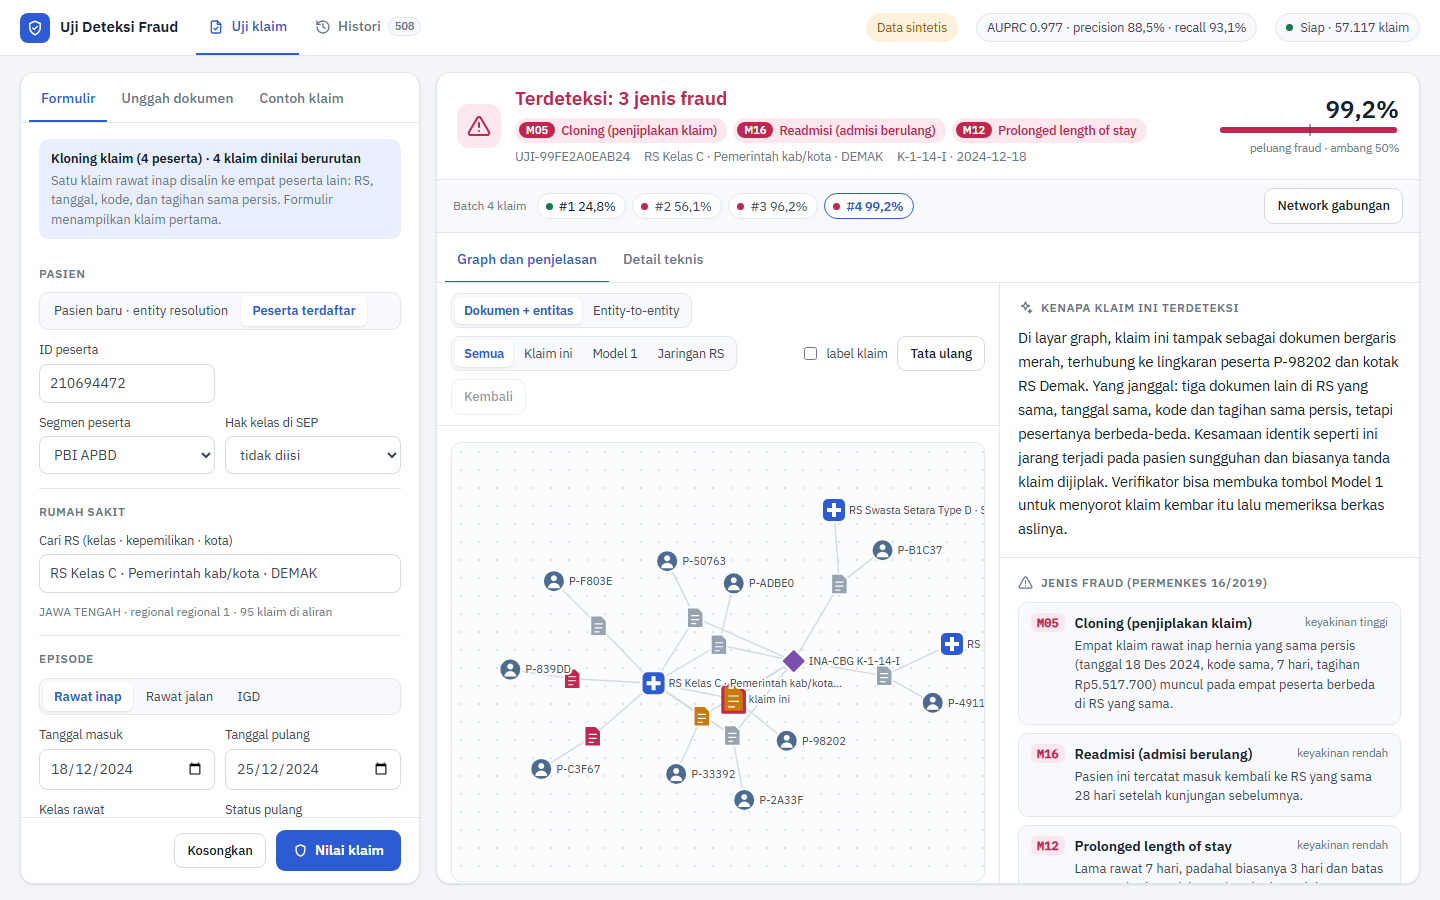 Uji Deteksi Fraud
Uji klaim
Histori 508
Data sintetis
AUPRC 0.977 · precision 88,5% · recall 93,1%
Siap · 57.117 klaim
Formulir
Unggah dokumen
Contoh klaim
Kloning klaim (4 peserta) · 4 klaim dinilai berurutan
Satu klaim rawat inap disalin ke empat peserta lain: RS,
tanggal, kode, dan tagihan sama persis. Formulir
menampilkan klaim pertama.
PASIEN
Pasien baru · entity resolution
Peserta terdaftar
ID peserta
210694472
Segmen peserta
Hak kelas di SEP
PBI APBD
tidak diisi
RUMAH SAKIT
Cari RS (kelas · kepemilikan · kota)
RS Kelas C · Pemerintah kab/kota · DEMAK
JAWA TENGAH · regional regional 1 · 95 klaim di aliran
EPISODE
Rawat inap
Rawat jalan
IGD
Tanggal masuk
Tanggal pulang
18/12/2024
25/12/2024
Kelas rawat
Status pulang
Kosongkan
Nilai klaim
Terdeteksi: 3 jenis fraud
M05 Cloning (penjiplakan klaim)
M16 Readmisi (admisi berulang)
M12 Prolonged length of stay
UJI-99FE2A0EAB24 RS Kelas C · Pemerintah kab/kota · DEMAK K-1-14-I · 2024-12-18
99,2%
peluang fraud · ambang 50%
Batch 4 klaim
#1 24,8%
#2 56,1%
#3 96,2%
#4 99,2%
Network gabungan
Graph dan penjelasan
Detail teknis
Dokumen + entitas
Entity-to-entity
Semua
Klaim ini
Model 1
Jaringan RS
label klaim
Tata ulang
Kembali
RS Swasta Setara Type D · S
P-B1C37
P-50763
P-F803E
P-ADBE0
RS
INA-CBG K-1-14-I
P-839DD
RS Kelas C · Pemerintah kab/kota...
klaim ini
P-4911
P-98202
P-C3F67
P-33392
P-2A33F
KENAPA KLAIM INI TERDETEKSI
Di layar graph, klaim ini tampak sebagai dokumen bergaris
merah, terhubung ke lingkaran peserta P-98202 dan kotak
RS Demak. Yang janggal: tiga dokumen lain di RS yang
sama, tanggal sama, kode dan tagihan sama persis, tetapi
pesertanya berbeda-beda. Kesamaan identik seperti ini
jarang terjadi pada pasien sungguhan dan biasanya tanda
klaim dijiplak. Verifikator bisa membuka tombol Model 1
untuk menyorot klaim kembar itu lalu memeriksa berkas
aslinya.
JENIS FRAUD (PERMENKES 16/2019)
M05 Cloning (penjiplakan klaim) keyakinan tinggi
Empat klaim rawat inap hernia yang sama persis
(tanggal 18 Des 2024, kode sama, 7 hari, tagihan
Rp5.517.700) muncul pada empat peserta berbeda
di RS yang sama.
M16 Readmisi (admisi berulang) keyakinan rendah
Pasien ini tercatat masuk kembali ke RS yang sama
28 hari setelah kunjungan sebelumnya.
M12 Prolonged length of stay keyakinan rendah
Lama rawat 7 hari, padahal biasanya 3 hari dan batas